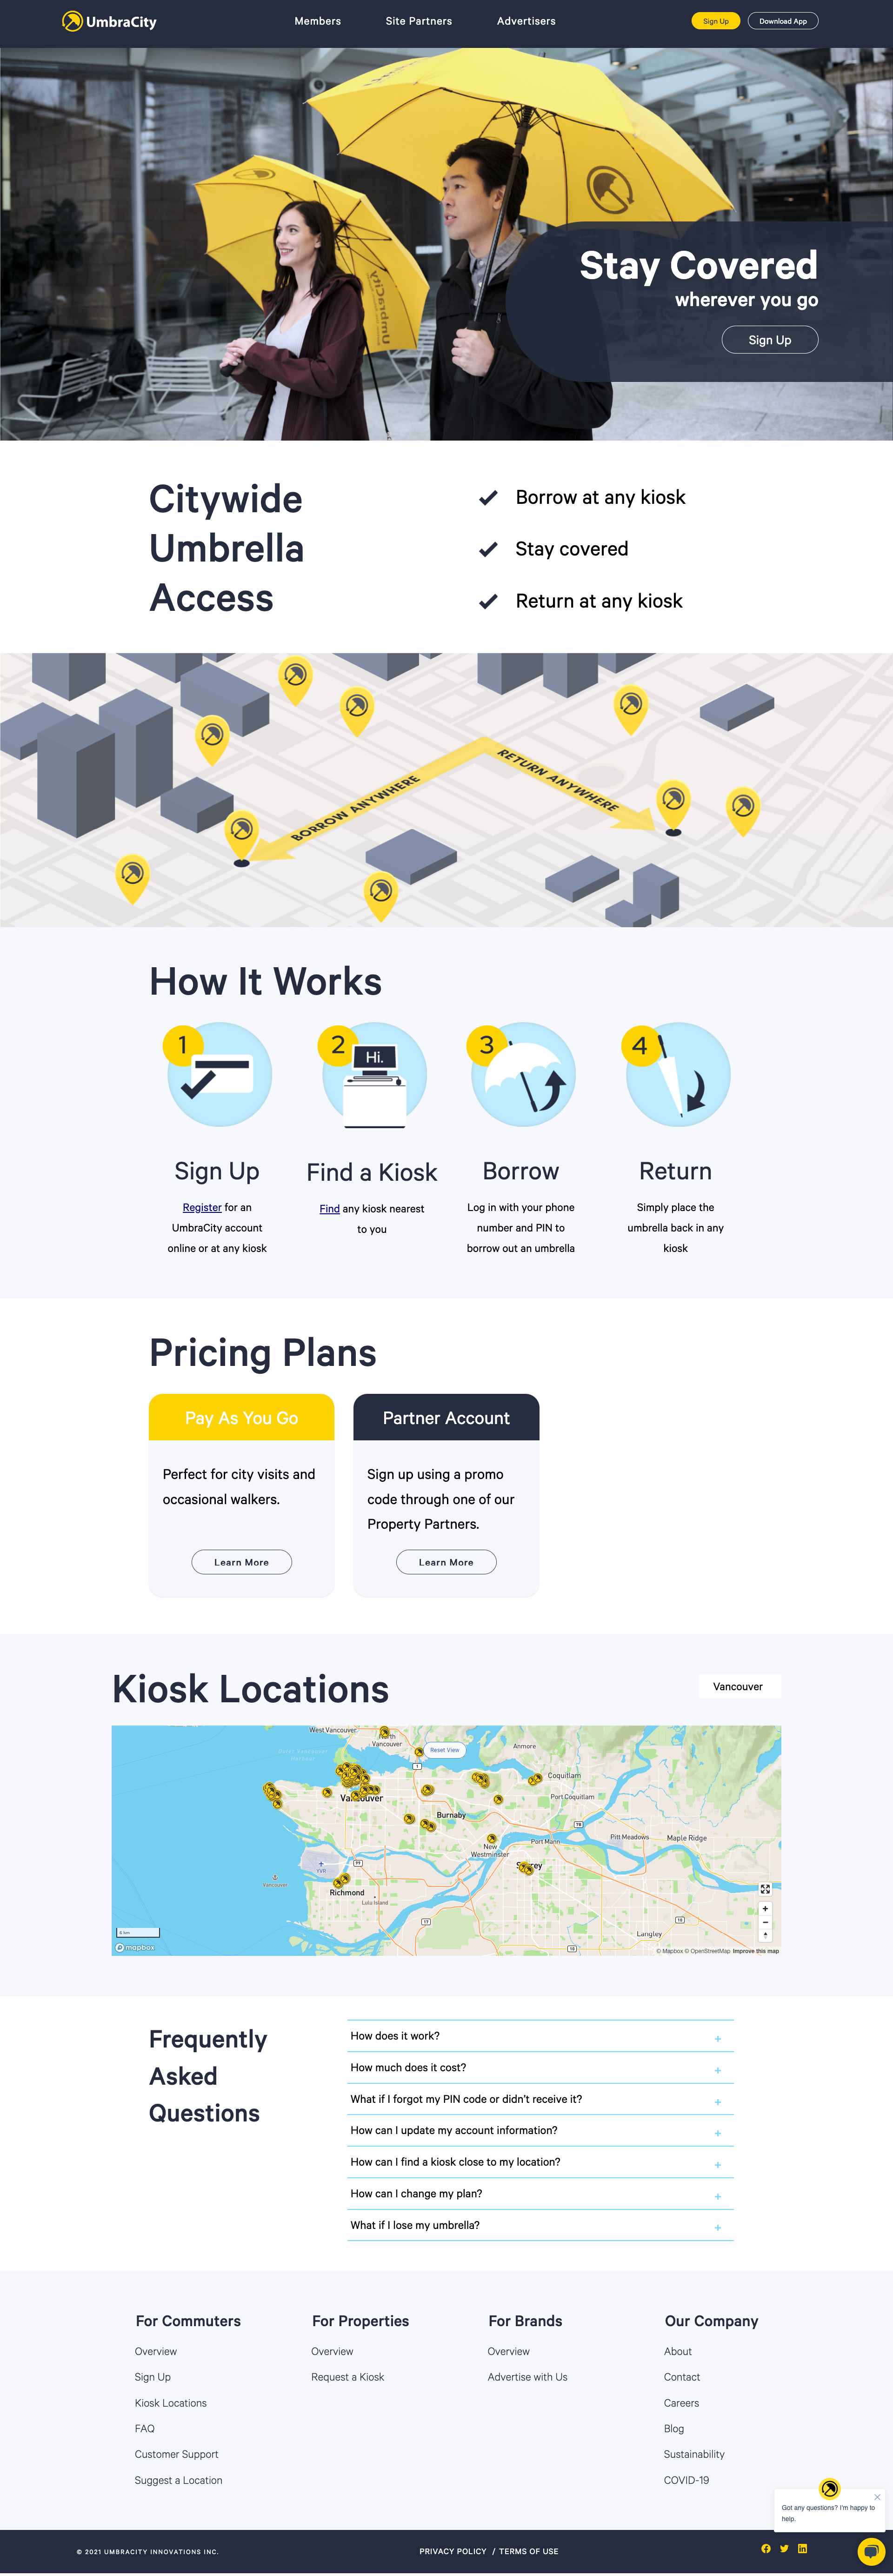 UmbraCity
Members
Site Partners
Advertisers
Sign Up
Download App
UmbraCity
Stay Covered
wherever you go
Sign Up
Citywide
Umbrella
Access
Borrow at any kiosk
Stay covered
Return at any kiosk
BORROW ANYWHERE
RETURN ANYWHERE
How It Works
1
2
Hi.
3
4
Sign Up
Find a Kiosk
Borrow
Return
Register for an
UmbraCity account
online or at any kiosk
Find any kiosk nearest
to you
Log in with your phone
number and PIN to
borrow out an umbrella
Simply place the
umbrella back in any
kiosk
Pricing Plans
Pay As You Go
Perfect for city visits and
occasional walkers.
Learn More
Partner Account
Sign up using a promo
code through one of our
Property Partners.
Learn More
Kiosk Locations
Vancouver
West Vancouver
North
Vancouver
Reset View
Anmore
1
Coquitlam
Port Coquitlam
Vancouver
Burnaby
7B
Port Mann
Pitt Meadows
Maple Ridge
New
Westminster
Surrey
YVR
Vancouver
Richmond
Lulu Island
Langley
5 km
mapbox
© Mapbox © OpenStreetMap Improve this map
Frequently
Asked
Questions
How does it work?
How much does it cost?
What if I forgot my PIN code or didn't receive it?
How can I update my account information?
How can I find a kiosk close to my location?
How can I change my plan?
What if I lose my umbrella?
For Commuters
Overview
Sign Up
Kiosk Locations
FAQ
Customer Support
Suggest a Location
For Properties
Overview
Request a Kiosk
For Brands
Overview
Advertise with Us
Our Company
About
Contact
Careers
Blog
Sustainability
COVID-19
Got any questions? I'm happy to
help.
© 2021 UMBRACITY INNOVATIONS INC.
PRIVACY POLICY / TERMS OF USE